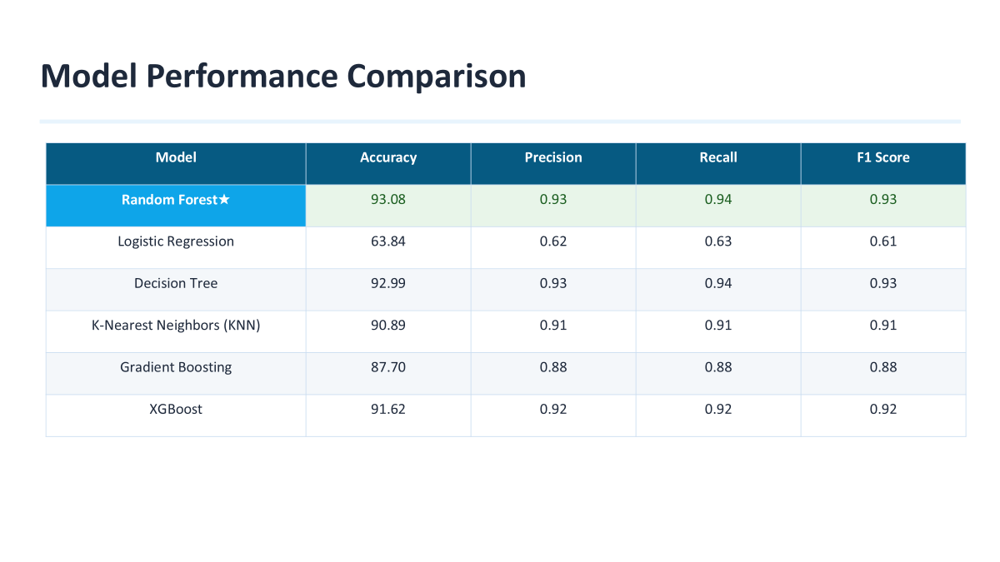 Model Performance Comparison
Model Accuracy Precision Recall F1 Score
Random Forest★ 93.08 0.93 0.94 0.93
Logistic Regression 63.84 0.62 0.63 0.61
Decision Tree 92.99 0.93 0.94 0.93
K-Nearest Neighbors (KNN) 90.89 0.91 0.91 0.91
Gradient Boosting 87.70 0.88 0.88 0.88
XGBoost 91.62 0.92 0.92 0.92